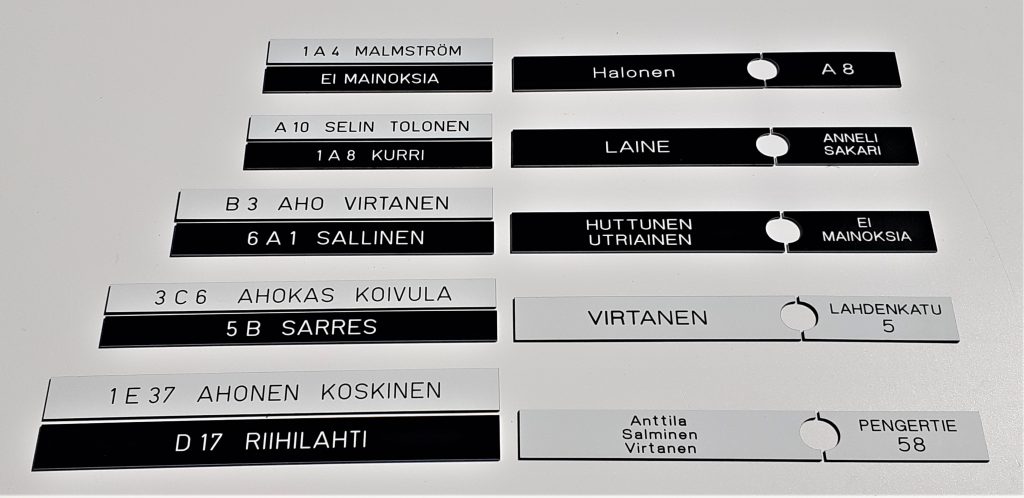 1 A 4 MALMSTRÖM
EI MAINOKSIA
A 10 SELIN TOLONEN
1 A 8 KURRI
B 3 AHO VIRTANEN
6 A 1 SALLINEN
3 C 6 AHOKAS KOIVULA
5 B SARRES
1 E 37 AHONEN KOSKINEN
D 17 RIIHILAHTI
Halonen
A 8
LAINE
ANNELI
SAKARI
HUTTUNEN
UTRIAINEN
EI
MAINOKSIA
VIRTANEN
LAHDENKATU
5
Anttila
Salminen
Virtanen
PENGERTIE
58